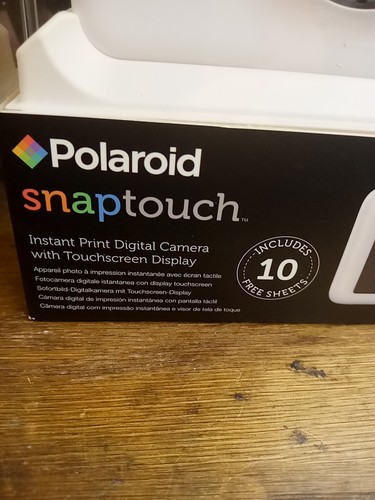 Polaroid
snaptouch™
Instant Print Digital Camera
with Touchscreen Display
Appareil photo à impression instantanée avec écran tactile
Fotocamera digitale istantanea con display touchscreen
Sofortbild-Digitalkamera mit Touchscreen-Display
Cámara digital de impresión instantánea con pantalla táctil
Câmera digital com impressão instantânea e visor de tela de toque
INCLUDES
10
FREE SHEETS